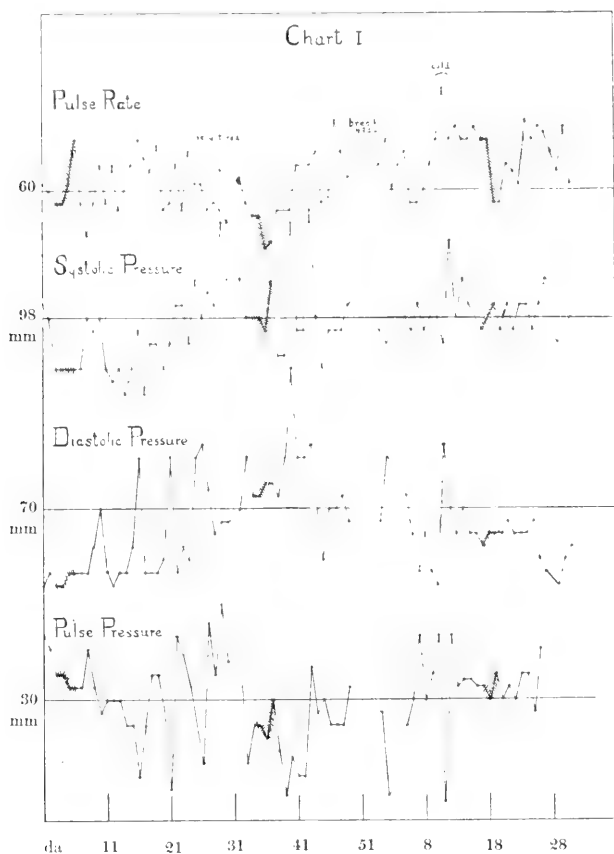 Chart I
cold
Pulse Rate
60
Systolic Pressure
98
mm
Diastolic Pressure
70
mm
Pulse Pressure
30
mm
da 11 21 31 41 51 8 18 28